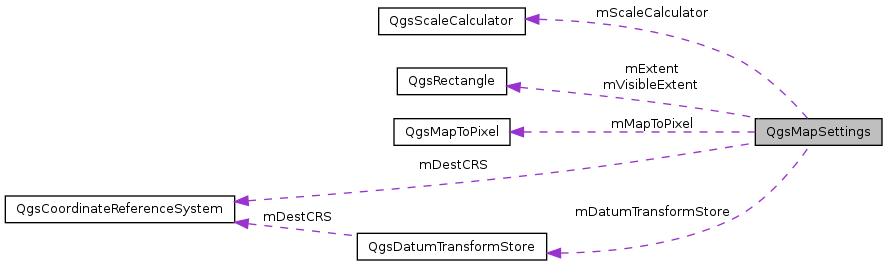 QgsScaleCalculator
mScaleCalculator
QgsRectangle
mExtent
mVisibleExtent
QgsMapToPixel
mMapToPixel
QgsMapSettings
mDestCRS
QgsCoordinateReferenceSystem
mDestCRS
mDatumTransformStore
QgsDatumTransformStore